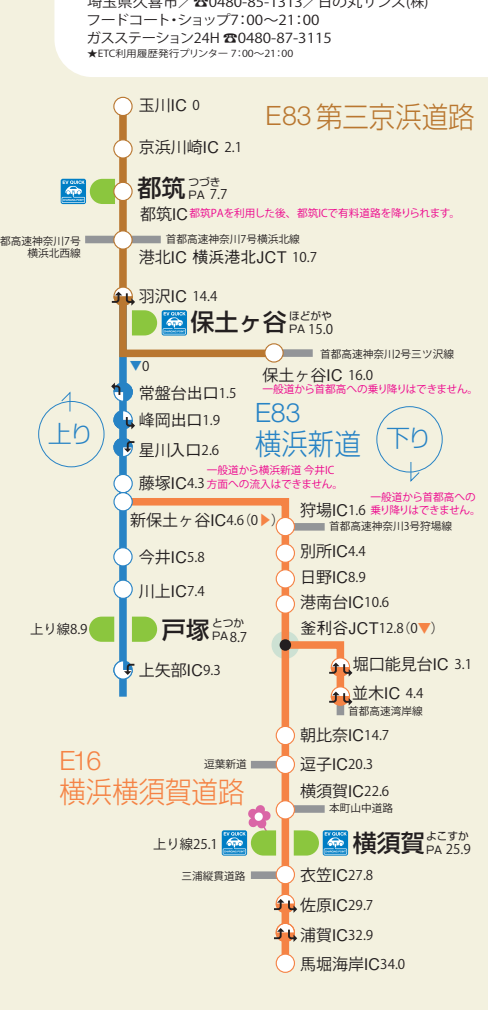 埼玉県久喜市／☎0480-85-1313／日の丸サンズ(株)
フードコート・ショップ7：00～21：00
ガスステーション24H ☎0480-87-3115
★ETC利用履歴発行プリンター 7：00～21：00
E83 第三京浜道路
玉川IC 0
京浜川崎IC 2.1
EV QUICK
都筑 つづき PA 7.7
都筑IC 都筑PAを利用した後、都筑ICで有料道路を降りられます。
都高速神奈川7号
横浜北西線
首都高速神奈川7号横浜北線
港北IC 横浜港北JCT 10.7
羽沢IC 14.4
EV QUICK
保土ヶ谷 ほどがや PA 15.0
首都高速神奈川2号三ツ沢線
▼0
保土ヶ谷IC 16.0
一般道から首都高への乗り降りはできません。
常盤台出口1.5
峰岡出口1.9
星川入口2.6
上り
E83
横浜新道
下り
藤塚IC4.3
一般道から横浜新道 今井IC
方面への流入はできません。
新保土ヶ谷IC4.6(0▶)
一般道から首都高への
乗り降りはできません。
狩場IC1.6
首都高速神奈川3号狩場線
今井IC5.8
別所IC4.4
川上IC7.4
日野IC8.9
港南台IC10.6
上り線8.9
戸塚 とつか PA8.7
釜利谷JCT12.8(0▼)
上矢部IC9.3
堀口能見台IC 3.1
並木IC 4.4
首都高速湾岸線
E16
横浜横須賀道路
朝比奈IC14.7
逗葉新道
逗子IC20.3
横須賀IC22.6
本町山中道路
上り線25.1
EV QUICK
EV QUICK
横須賀 よこすか PA 25.9
三浦縦貫道路
衣笠IC27.8
佐原IC29.7
浦賀IC32.9
馬堀海岸IC34.0